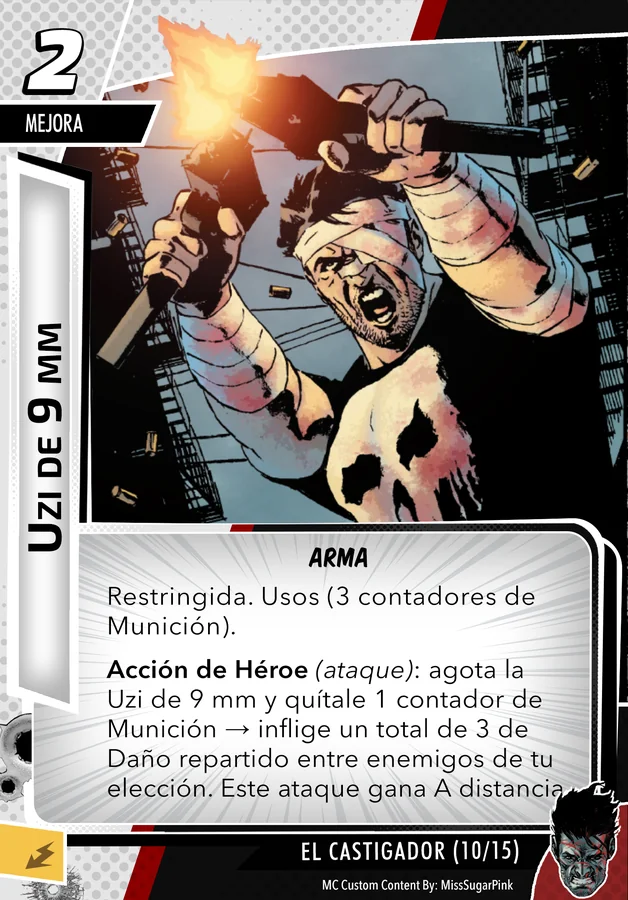 2
MEJORA
UZI DE 9 MM
ARMA
Restringida. Usos (3 contadores de
Munición).
Acción de Héroe (ataque): agota la
Uzi de 9 mm y quítale 1 contador de
Munición → inflige un total de 3 de
Daño repartido entre enemigos de tu
elección. Este ataque gana A distancia
EL CASTIGADOR (10/15)
MC Custom Content By: MissSugarPink